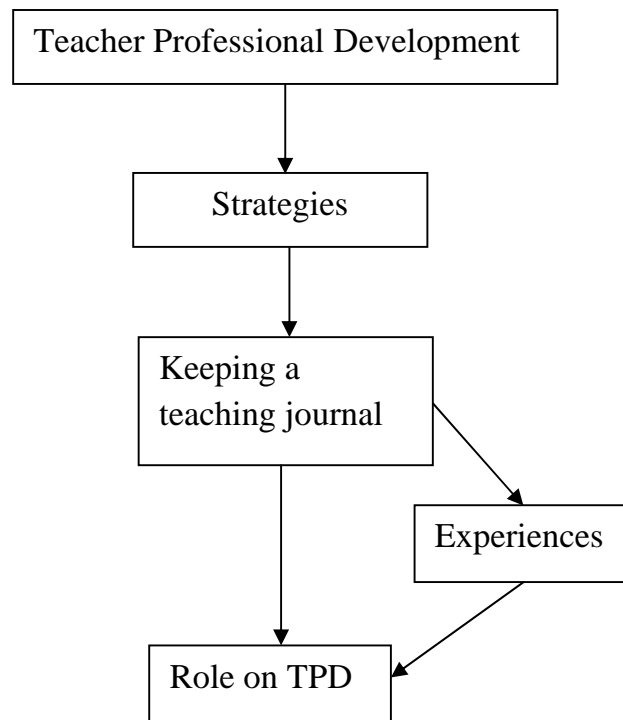 Teacher Professional Development
Strategies
Keeping a
teaching journal
Experiences
Role on TPD